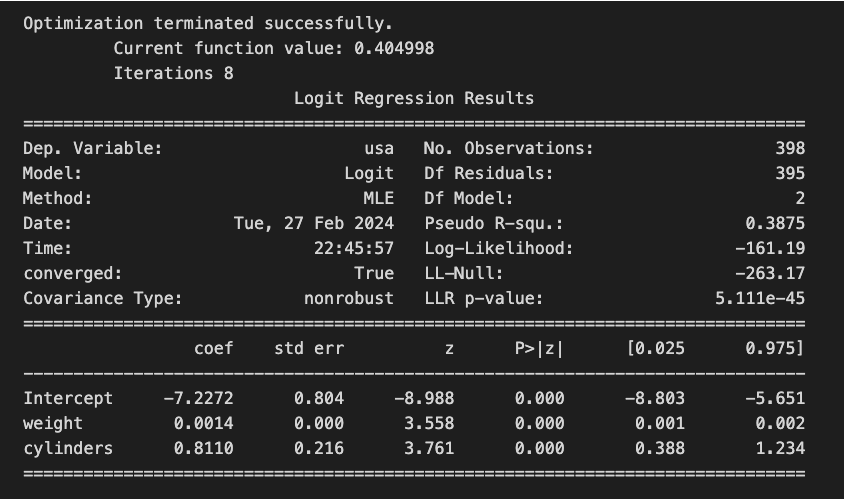 Optimization terminated successfully.
         Current function value: 0.404998
         Iterations 8
                           Logit Regression Results
==============================================================================
Dep. Variable:                    usa   No. Observations:                  398
Model:                          Logit   Df Residuals:                      395
Method:                           MLE   Df Model:                            2
Date:                Tue, 27 Feb 2024   Pseudo R-squ.:                  0.3875
Time:                        22:45:57   Log-Likelihood:                -161.19
converged:                       True   LL-Null:                       -263.17
Covariance Type:            nonrobust   LLR p-value:                 5.111e-45
==============================================================================
                 coef    std err          z      P>|z|      [0.025      0.975]
------------------------------------------------------------------------------
Intercept     -7.2272      0.804     -8.988      0.000      -8.803      -5.651
weight         0.0014      0.000      3.558      0.000       0.001       0.002
cylinders      0.8110      0.216      3.761      0.000       0.388       1.234
==============================================================================